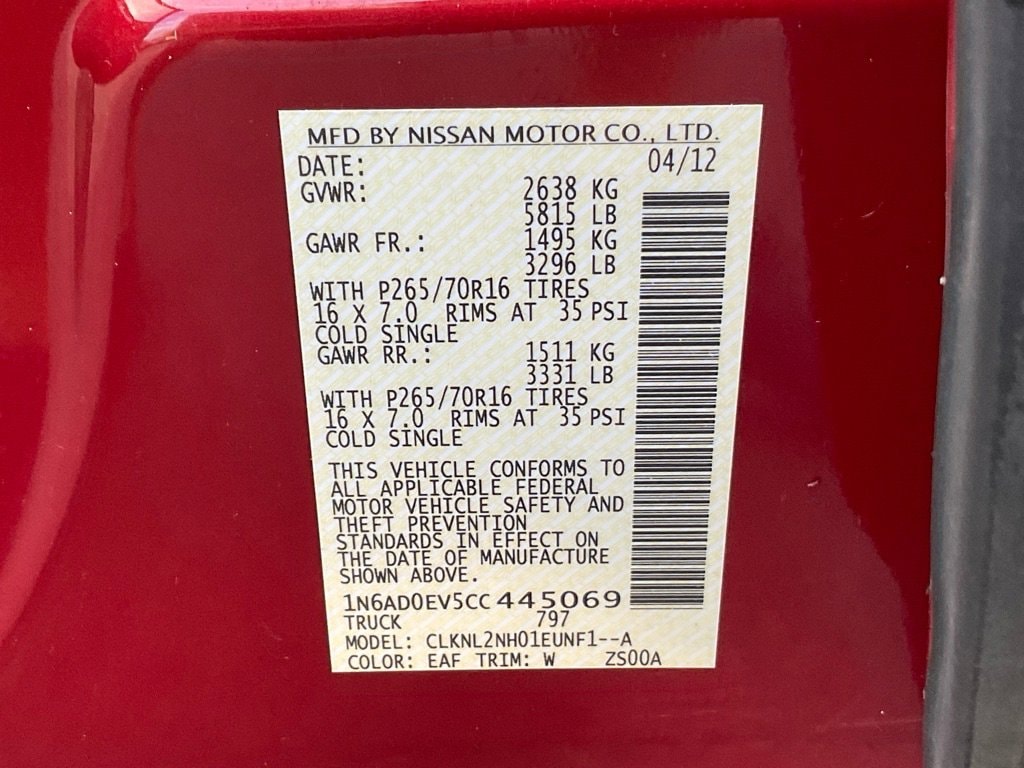 MFD BY NISSAN MOTOR CO., LTD.
DATE: 04/12
GVWR: 2638 KG
5815 LB
GAWR FR.: 1495 KG
3296 LB
WITH P265/70R16 TIRES
16 X 7.0 RIMS AT 35 PSI
COLD SINGLE
GAWR RR.: 1511 KG
3331 LB
WITH P265/70R16 TIRES
16 X 7.0 RIMS AT 35 PSI
COLD SINGLE
THIS VEHICLE CONFORMS TO
ALL APPLICABLE FEDERAL
MOTOR VEHICLE SAFETY AND
THEFT PREVENTION
STANDARDS IN EFFECT ON
THE DATE OF MANUFACTURE
SHOWN ABOVE.
1N6AD0EV5CC445069
TRUCK 797
MODEL: CLKNL2NH01EUNF1--A
COLOR: EAF TRIM: W ZS00A